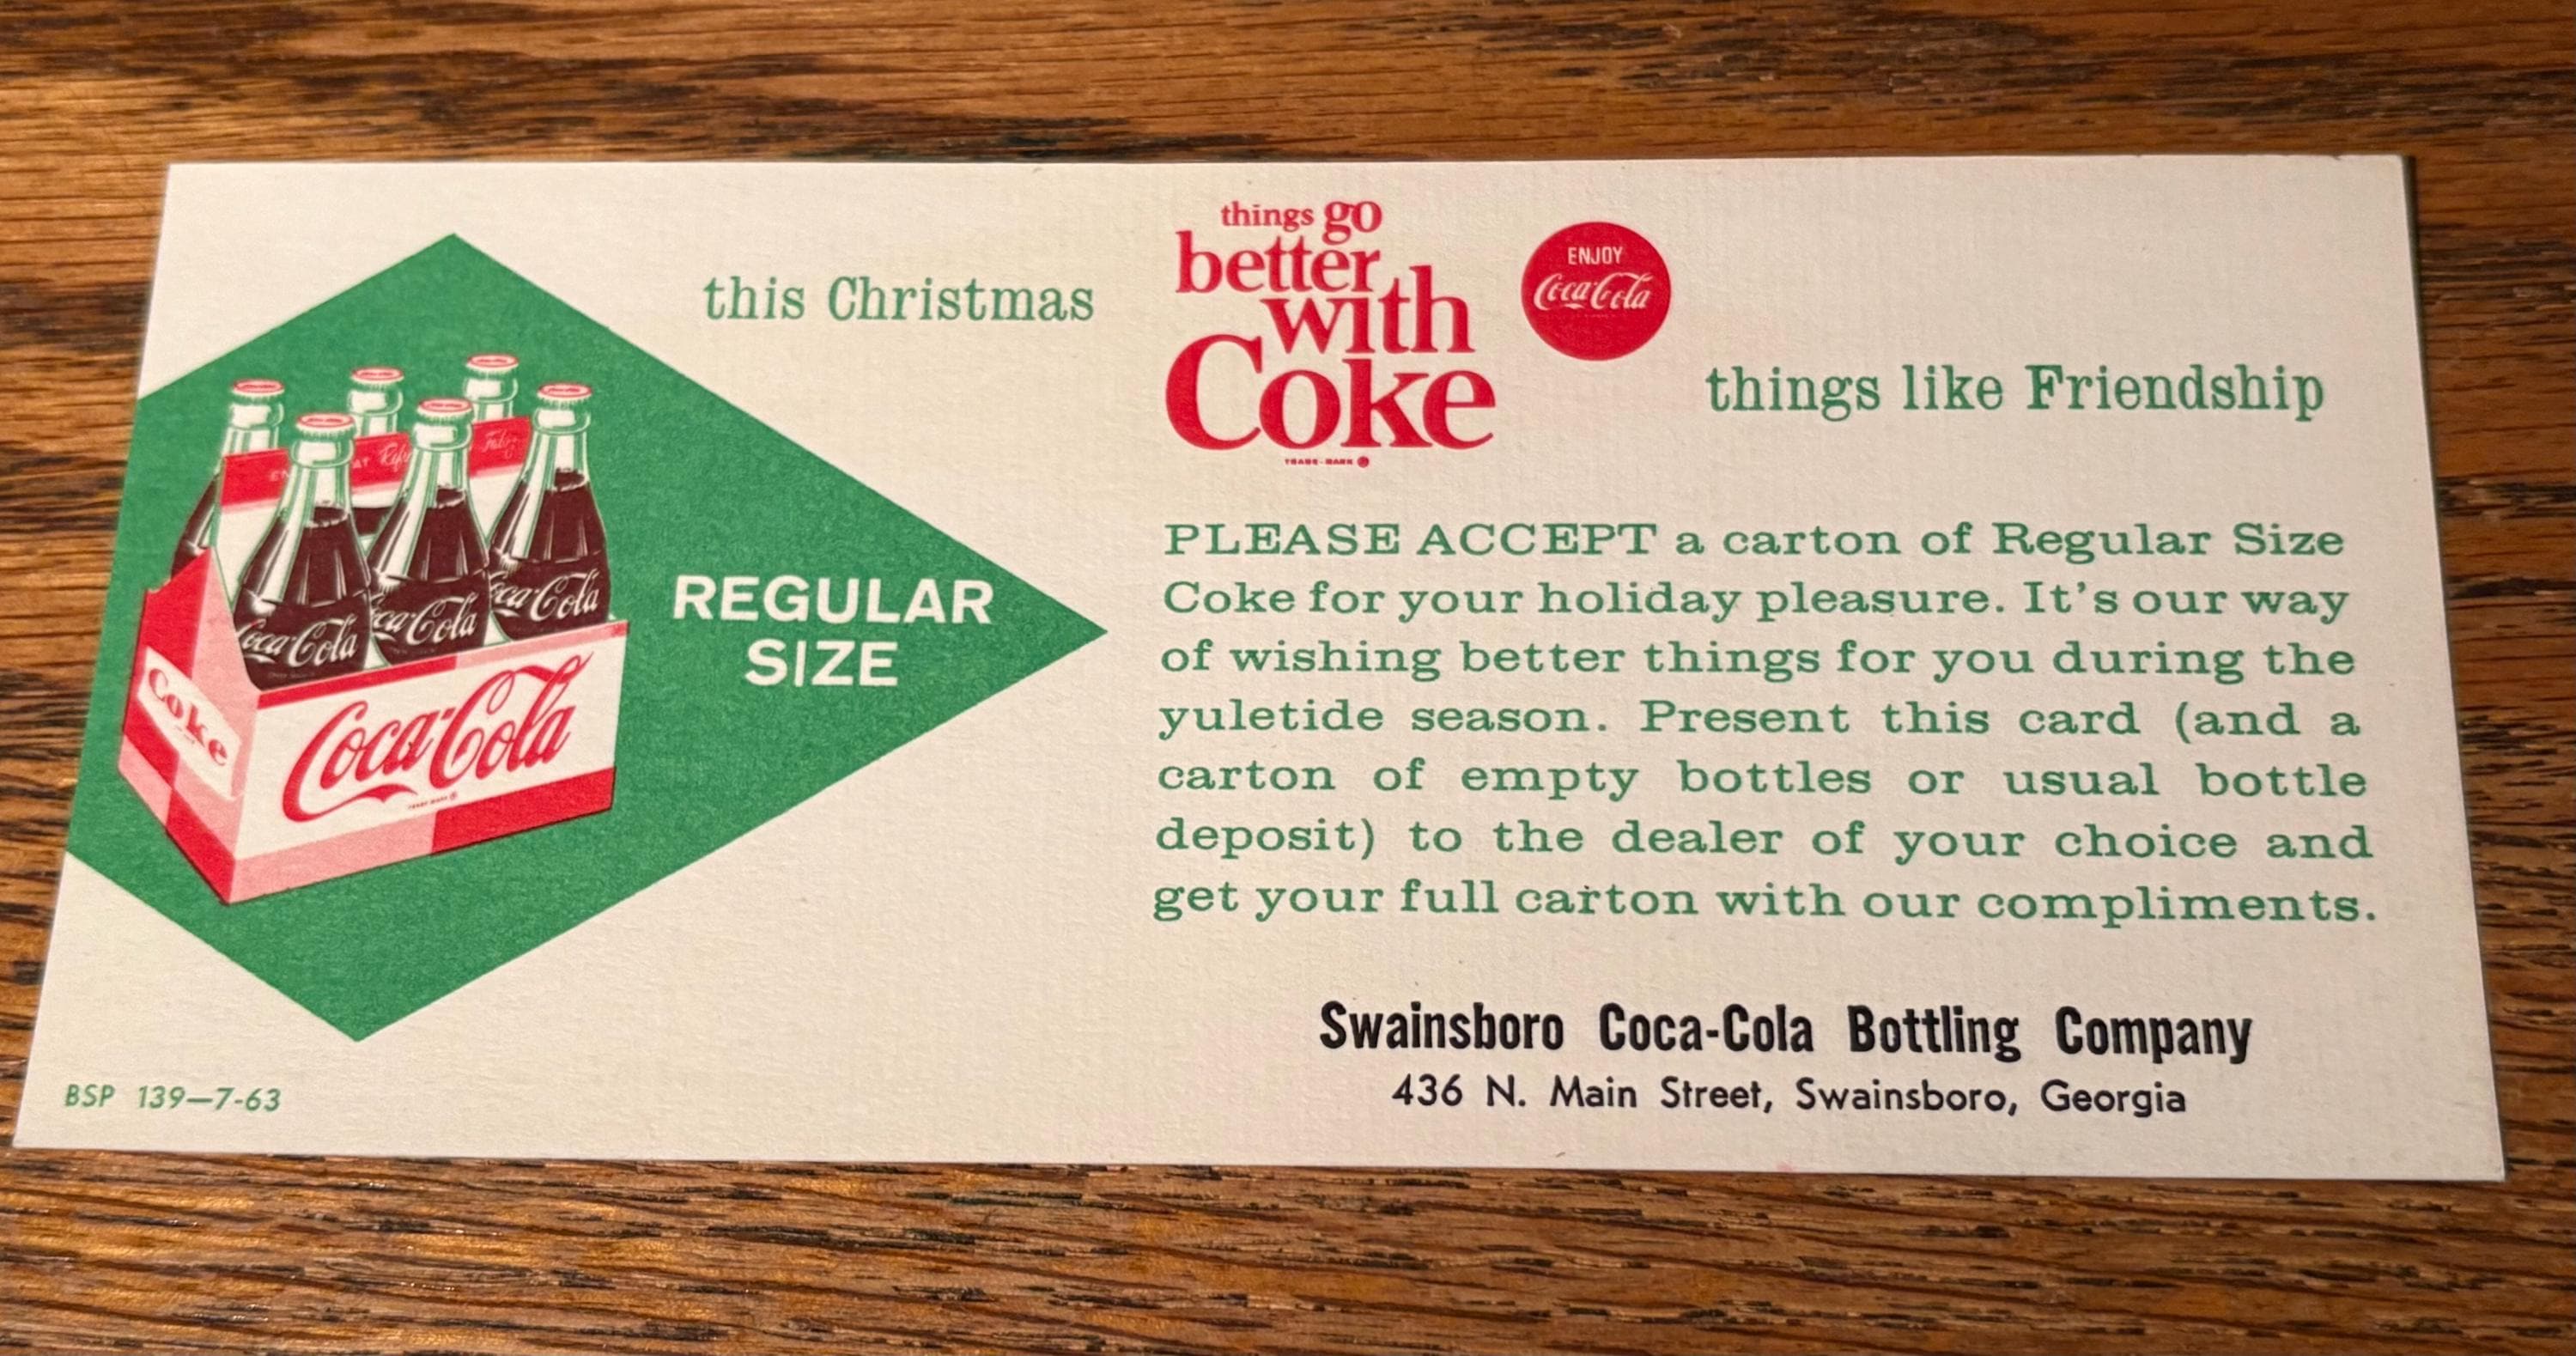 this Christmas
things go
better
with
Coke
TRADE-MARK ®
ENJOY
Coca-Cola
things like Friendship
REGULAR
SIZE
Coca-Cola
Coca-Cola
Coca-Cola
Coke
Coca-Cola
TRADE-MARK ®
PLEASE ACCEPT a carton of Regular Size
Coke for your holiday pleasure. It's our way
of wishing better things for you during the
yuletide season. Present this card (and a
carton of empty bottles or usual bottle
deposit) to the dealer of your choice and
get your full carton with our compliments.
Swainsboro Coca-Cola Bottling Company
436 N. Main Street, Swainsboro, Georgia
BSP 139—7-63